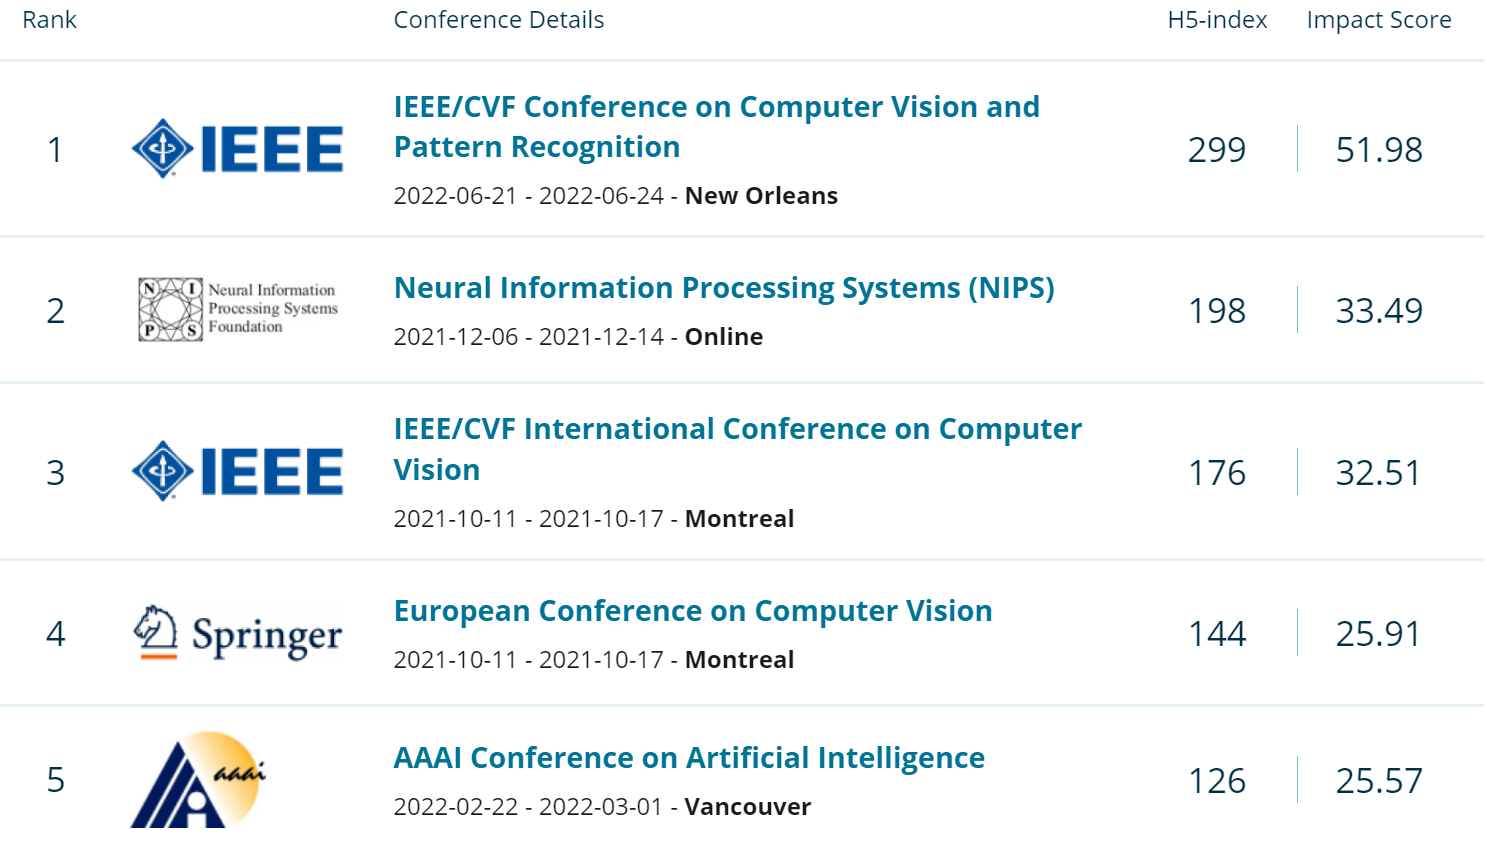 Rank Conference Details H5-index Impact Score
1 IEEE IEEE/CVF Conference on Computer Vision and
Pattern Recognition
2022-06-21 - 2022-06-24 - New Orleans
299 51.98
2 N I P S Neural Information
Processing Systems
Foundation
Neural Information Processing Systems (NIPS)
2021-12-06 - 2021-12-14 - Online
198 33.49
3 IEEE IEEE/CVF International Conference on Computer
Vision
2021-10-11 - 2021-10-17 - Montreal
176 32.51
4 Springer European Conference on Computer Vision
2021-10-11 - 2021-10-17 - Montreal
144 25.91
5 aaai AAAI Conference on Artificial Intelligence
2022-02-22 - 2022-03-01 - Vancouver
126 25.57